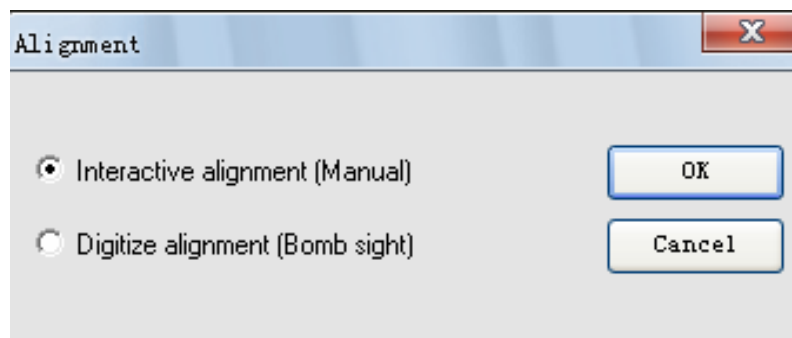 Alignment
Interactive alignment (Manual)
OK
Digitize alignment (Bomb sight)
Cancel